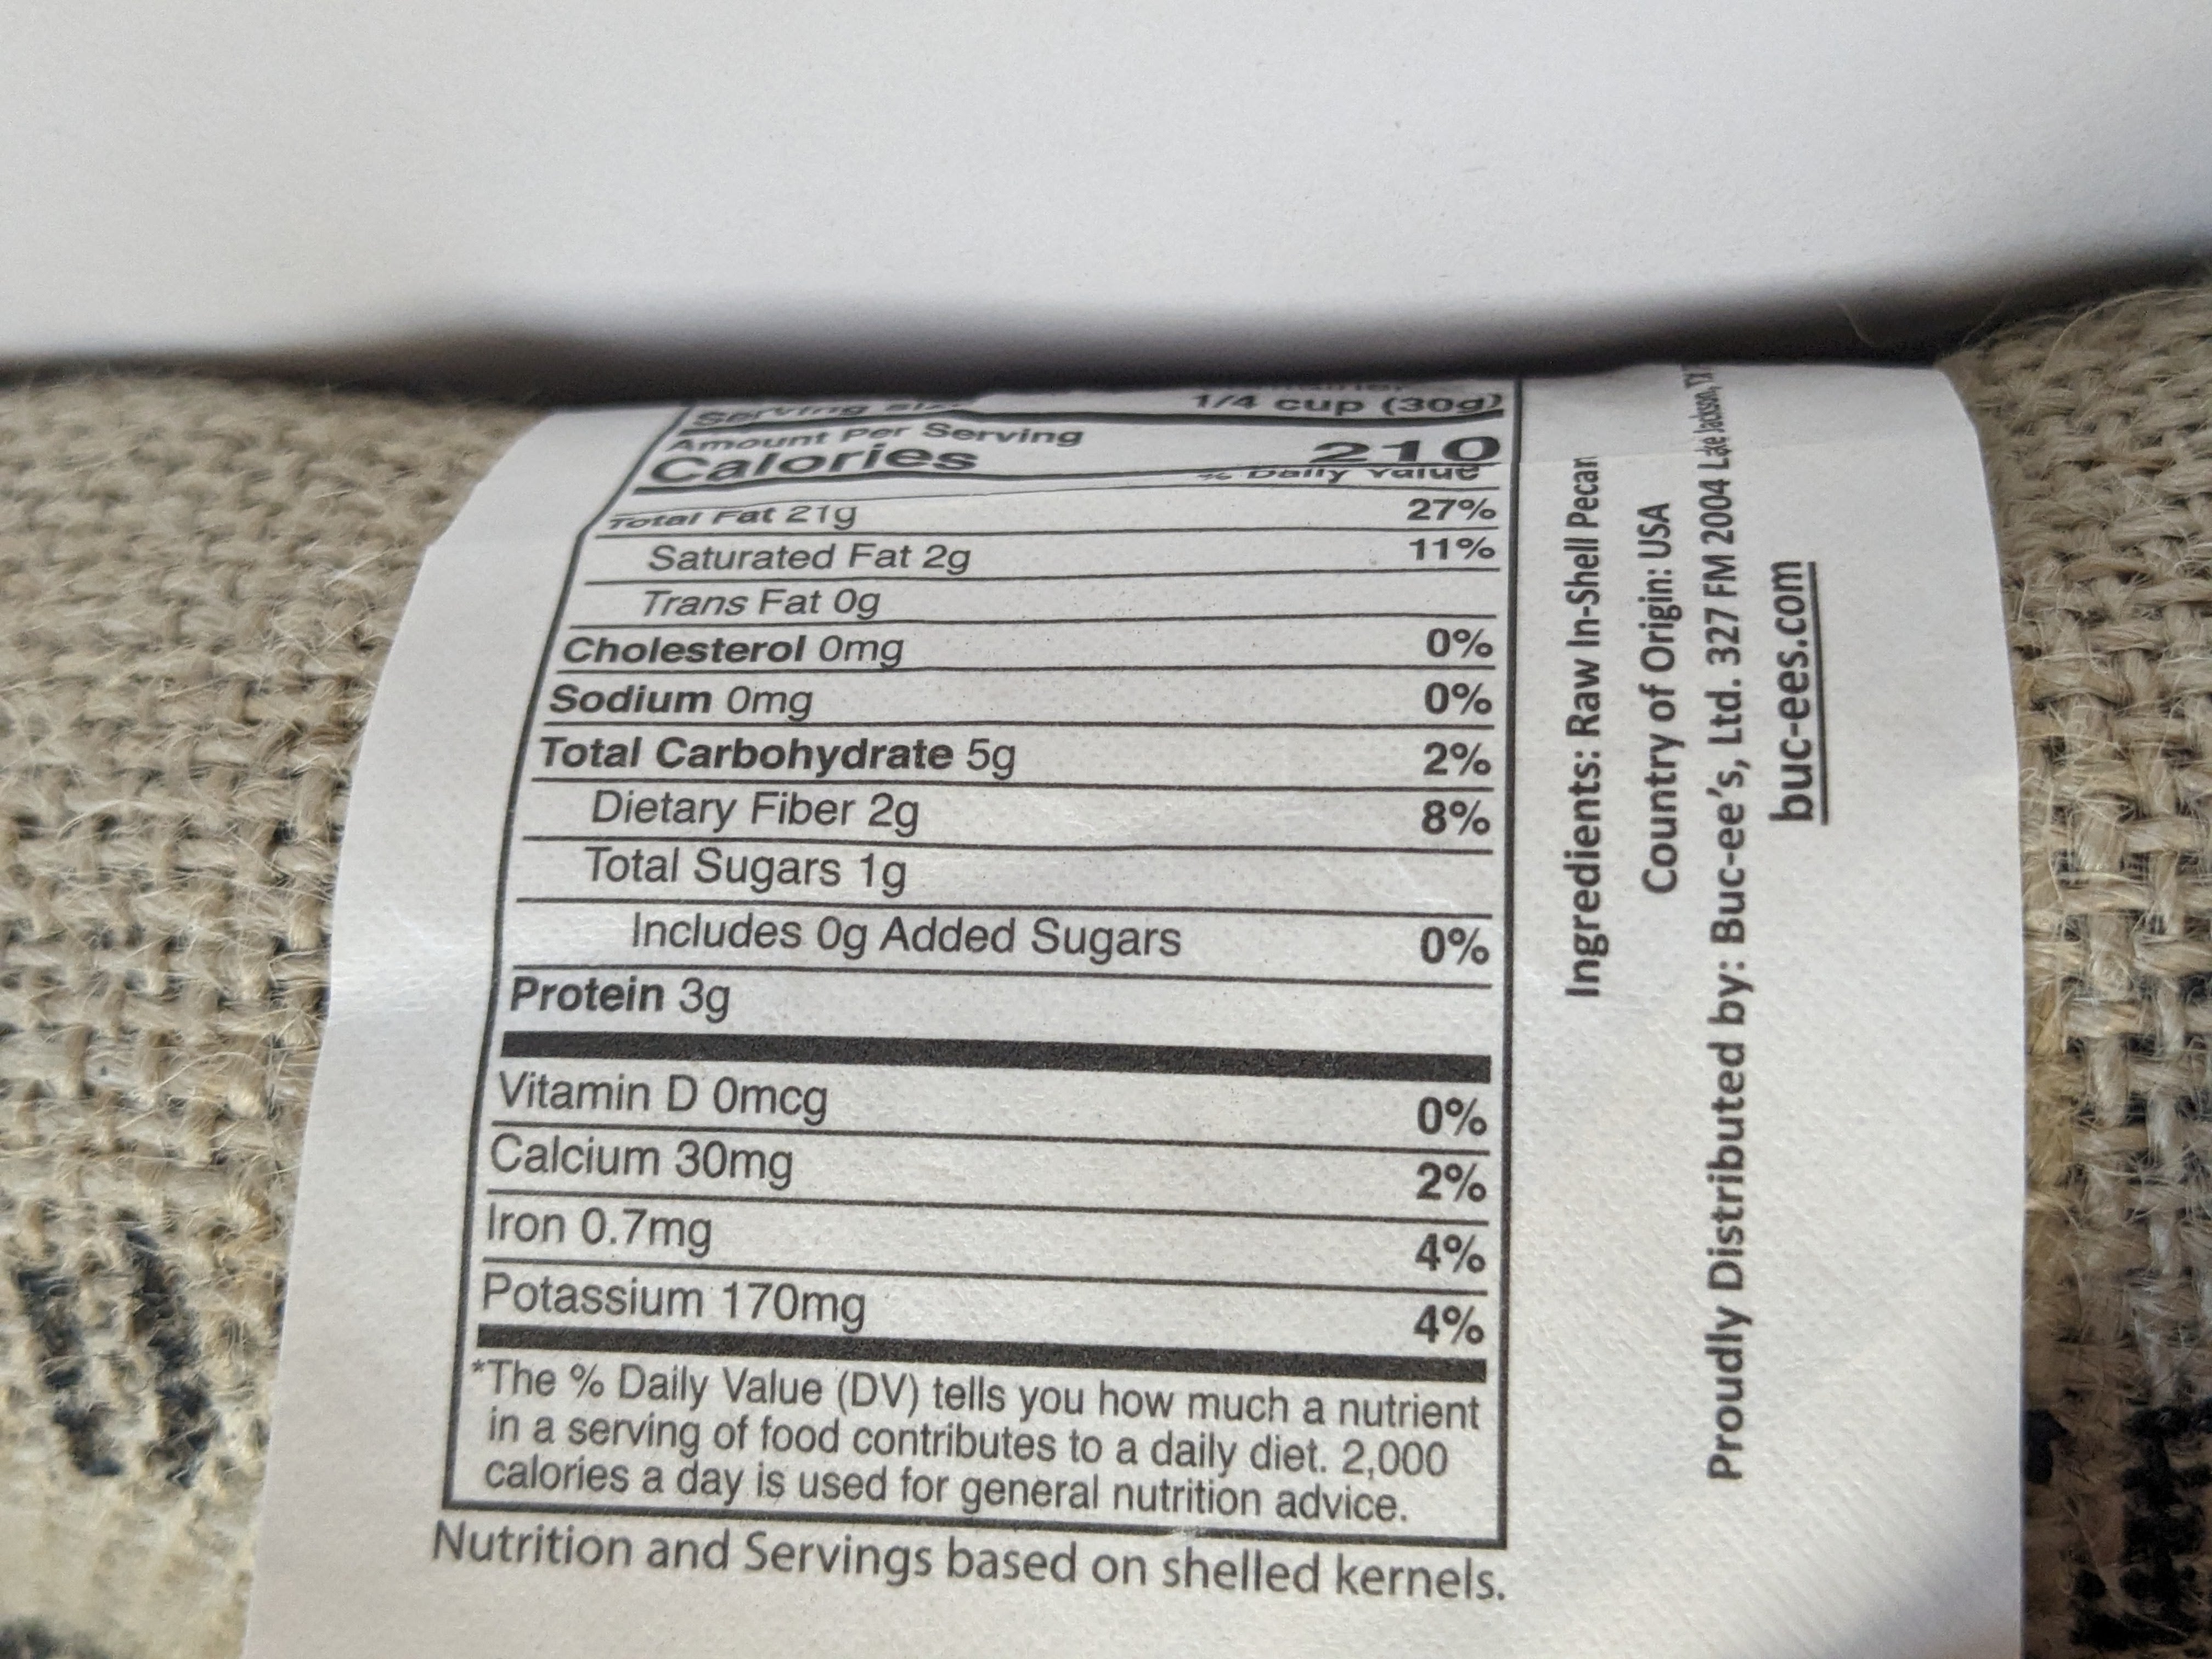 Serving size 1/4 cup (30g)
Amount Per Serving
Calories 210
% Daily Value
Total Fat 21g 27%
Saturated Fat 2g 11%
Trans Fat 0g
Cholesterol 0mg 0%
Sodium 0mg 0%
Total Carbohydrate 5g 2%
Dietary Fiber 2g 8%
Total Sugars 1g
Includes 0g Added Sugars 0%
Protein 3g
Vitamin D 0mcg 0%
Calcium 30mg 2%
Iron 0.7mg 4%
Potassium 170mg 4%
*The % Daily Value (DV) tells you how much a nutrient
in a serving of food contributes to a daily diet. 2,000
calories a day is used for general nutrition advice.
Nutrition and Servings based on shelled kernels.
Ingredients: Raw In-Shell Pecan
Country of Origin: USA
Proudly Distributed by: Buc-ee's, Ltd. 327 FM 2004 Lake Jackson, TX
buc-ees.com